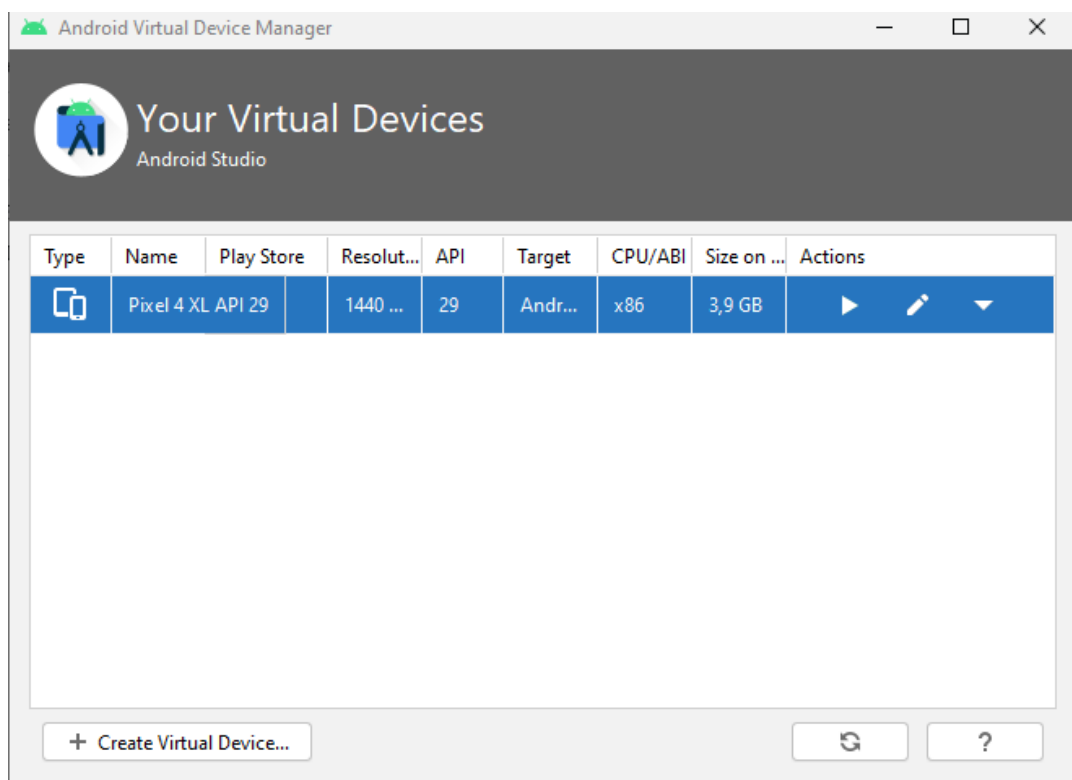 Android Virtual Device Manager
Your Virtual Devices
Android Studio
Type Name Play Store Resolut... API Target CPU/ABI Size on ... Actions
Pixel 4 XL API 29 1440 ... 29 Andr... x86 3,9 GB
+ Create Virtual Device... ?